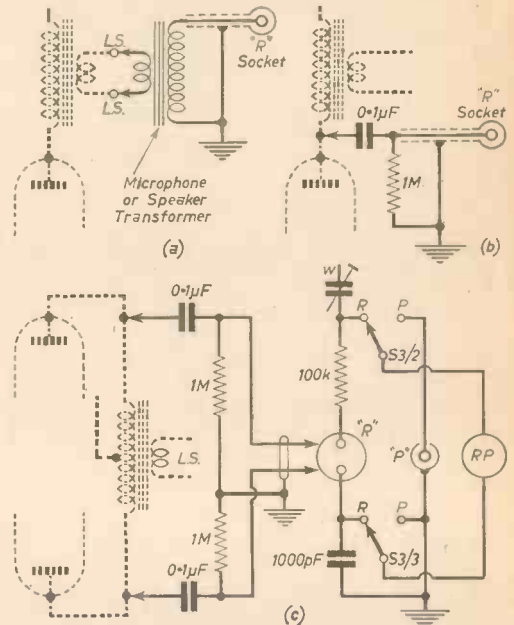 L.S.
L.S.
"R"
Socket
Microphone
or Speaker
Transformer
(a)
0·1µF
"R"
Socket
1M
(b)
0·1µF
1M
L.S.
1M
0·1µF
(c)
W
R
P
S3/2
100k
"R"
"P"
RP
R
P
S3/3
1000pF